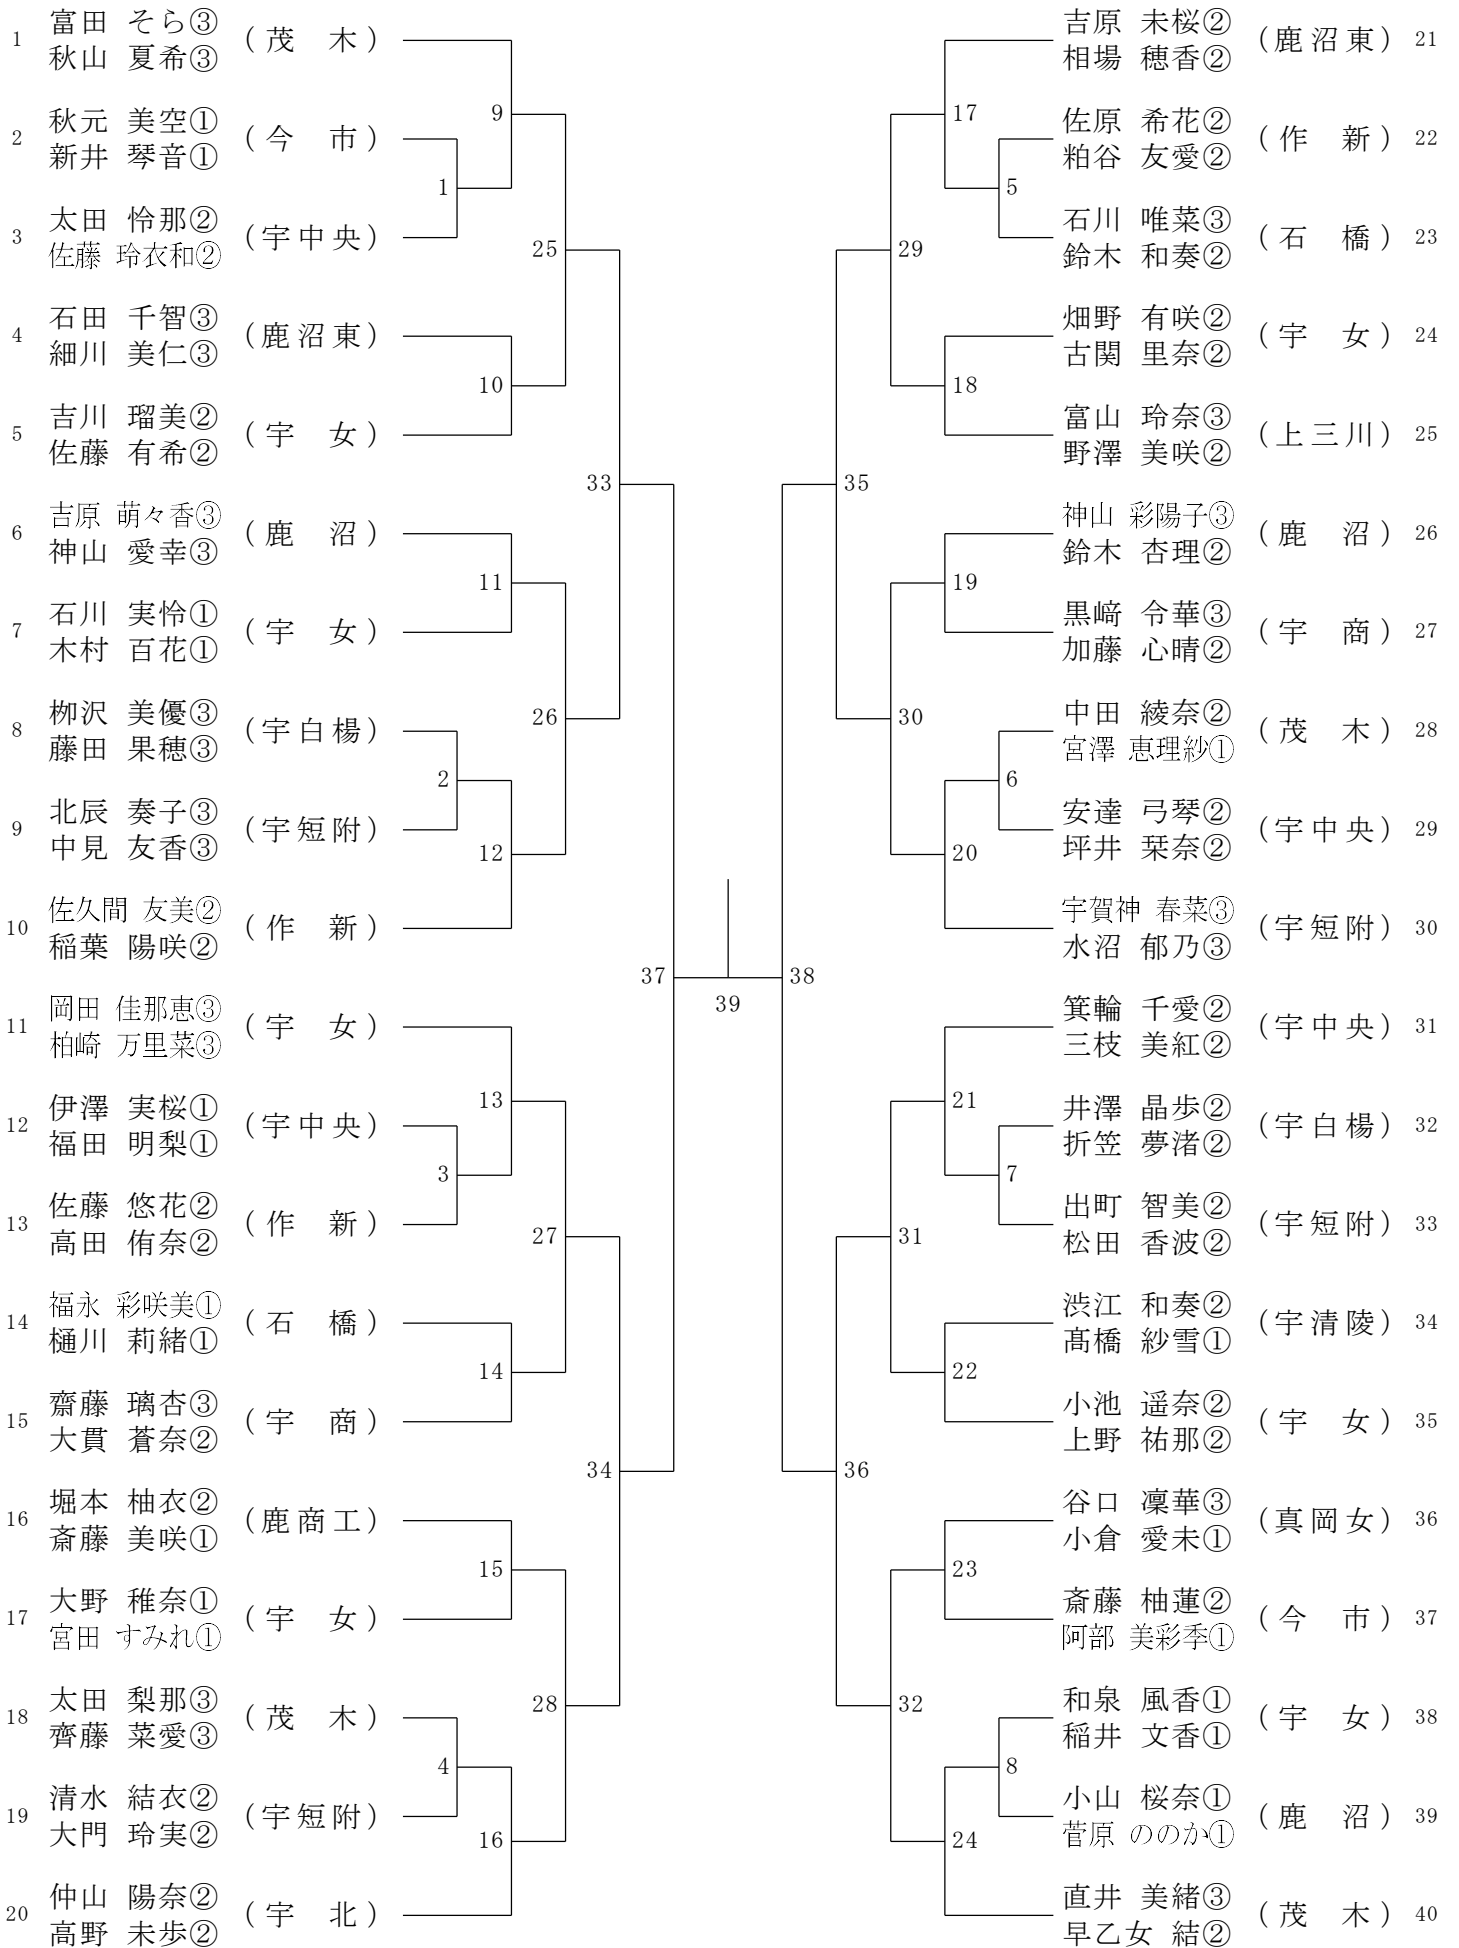 1 富田 そら③ (茂 木)
秋山 夏希③
2 秋元 美空① (今 市)
新井 琴音①
3 太田 怜那② (宇中央)
佐藤 玲衣和②
4 石田 千智③ (鹿沼東)
細川 美仁③
5 吉川 瑠美② (宇 女)
佐藤 有希②
6 吉原 萌々香③ (鹿 沼)
神山 愛幸③
7 石川 実怜① (宇 女)
木村 百花①
8 栁沢 美優③ (宇白楊)
藤田 果穂③
9 北辰 奏子③ (宇短附)
中見 友香③
10 佐久間 友美② (作 新)
稲葉 陽咲②
11 岡田 佳那恵③ (宇 女)
柏崎 万里菜③
12 伊澤 実桜① (宇中央)
福田 明梨①
13 佐藤 悠花② (作 新)
高田 侑奈②
14 福永 彩咲美① (石 橋)
樋川 莉緒①
15 齋藤 璃杏③ (宇 商)
大貫 蒼奈②
16 堀本 柚衣② (鹿商工)
斎藤 美咲①
17 大野 稚奈① (宇 女)
宮田 すみれ①
18 太田 梨那③ (茂 木)
齊藤 菜愛③
19 清水 結衣② (宇短附)
大門 玲実②
20 仲山 陽奈② (宇 北)
高野 未歩②
1
2
3
4
9
10
11
12
13
14
15
16
25
26
27
28
33
34
37
39
38
35
36
29
30
31
32
17
18
19
20
21
22
23
24
5
6
7
8
吉原 未桜② (鹿沼東) 21
相場 穂香②
佐原 希花② (作 新) 22
粕谷 友愛②
石川 唯菜③ (石 橋) 23
鈴木 和奏②
畑野 有咲② (宇 女) 24
古関 里奈②
富山 玲奈③ (上三川) 25
野澤 美咲②
神山 彩陽子③ (鹿 沼) 26
鈴木 杏理②
黒﨑 令華③ (宇 商) 27
加藤 心晴②
中田 綾奈② (茂 木) 28
宮澤 恵理紗①
安達 弓琴② (宇中央) 29
坪井 栞奈②
宇賀神 春菜③ (宇短附) 30
水沼 郁乃③
箕輪 千愛② (宇中央) 31
三枝 美紅②
井澤 晶歩② (宇白楊) 32
折笠 夢渚②
出町 智美② (宇短附) 33
松田 香波②
渋江 和奏② (宇清陵) 34
髙橋 紗雪①
小池 遥奈② (宇 女) 35
上野 祐那②
谷口 凜華③ (真岡女) 36
小倉 愛未①
斎藤 柚蓮② (今 市) 37
阿部 美彩季①
和泉 風香① (宇 女) 38
稲井 文香①
小山 桜奈① (鹿 沼) 39
菅原 ののか①
直井 美緒③ (茂 木) 40
早乙女 結②